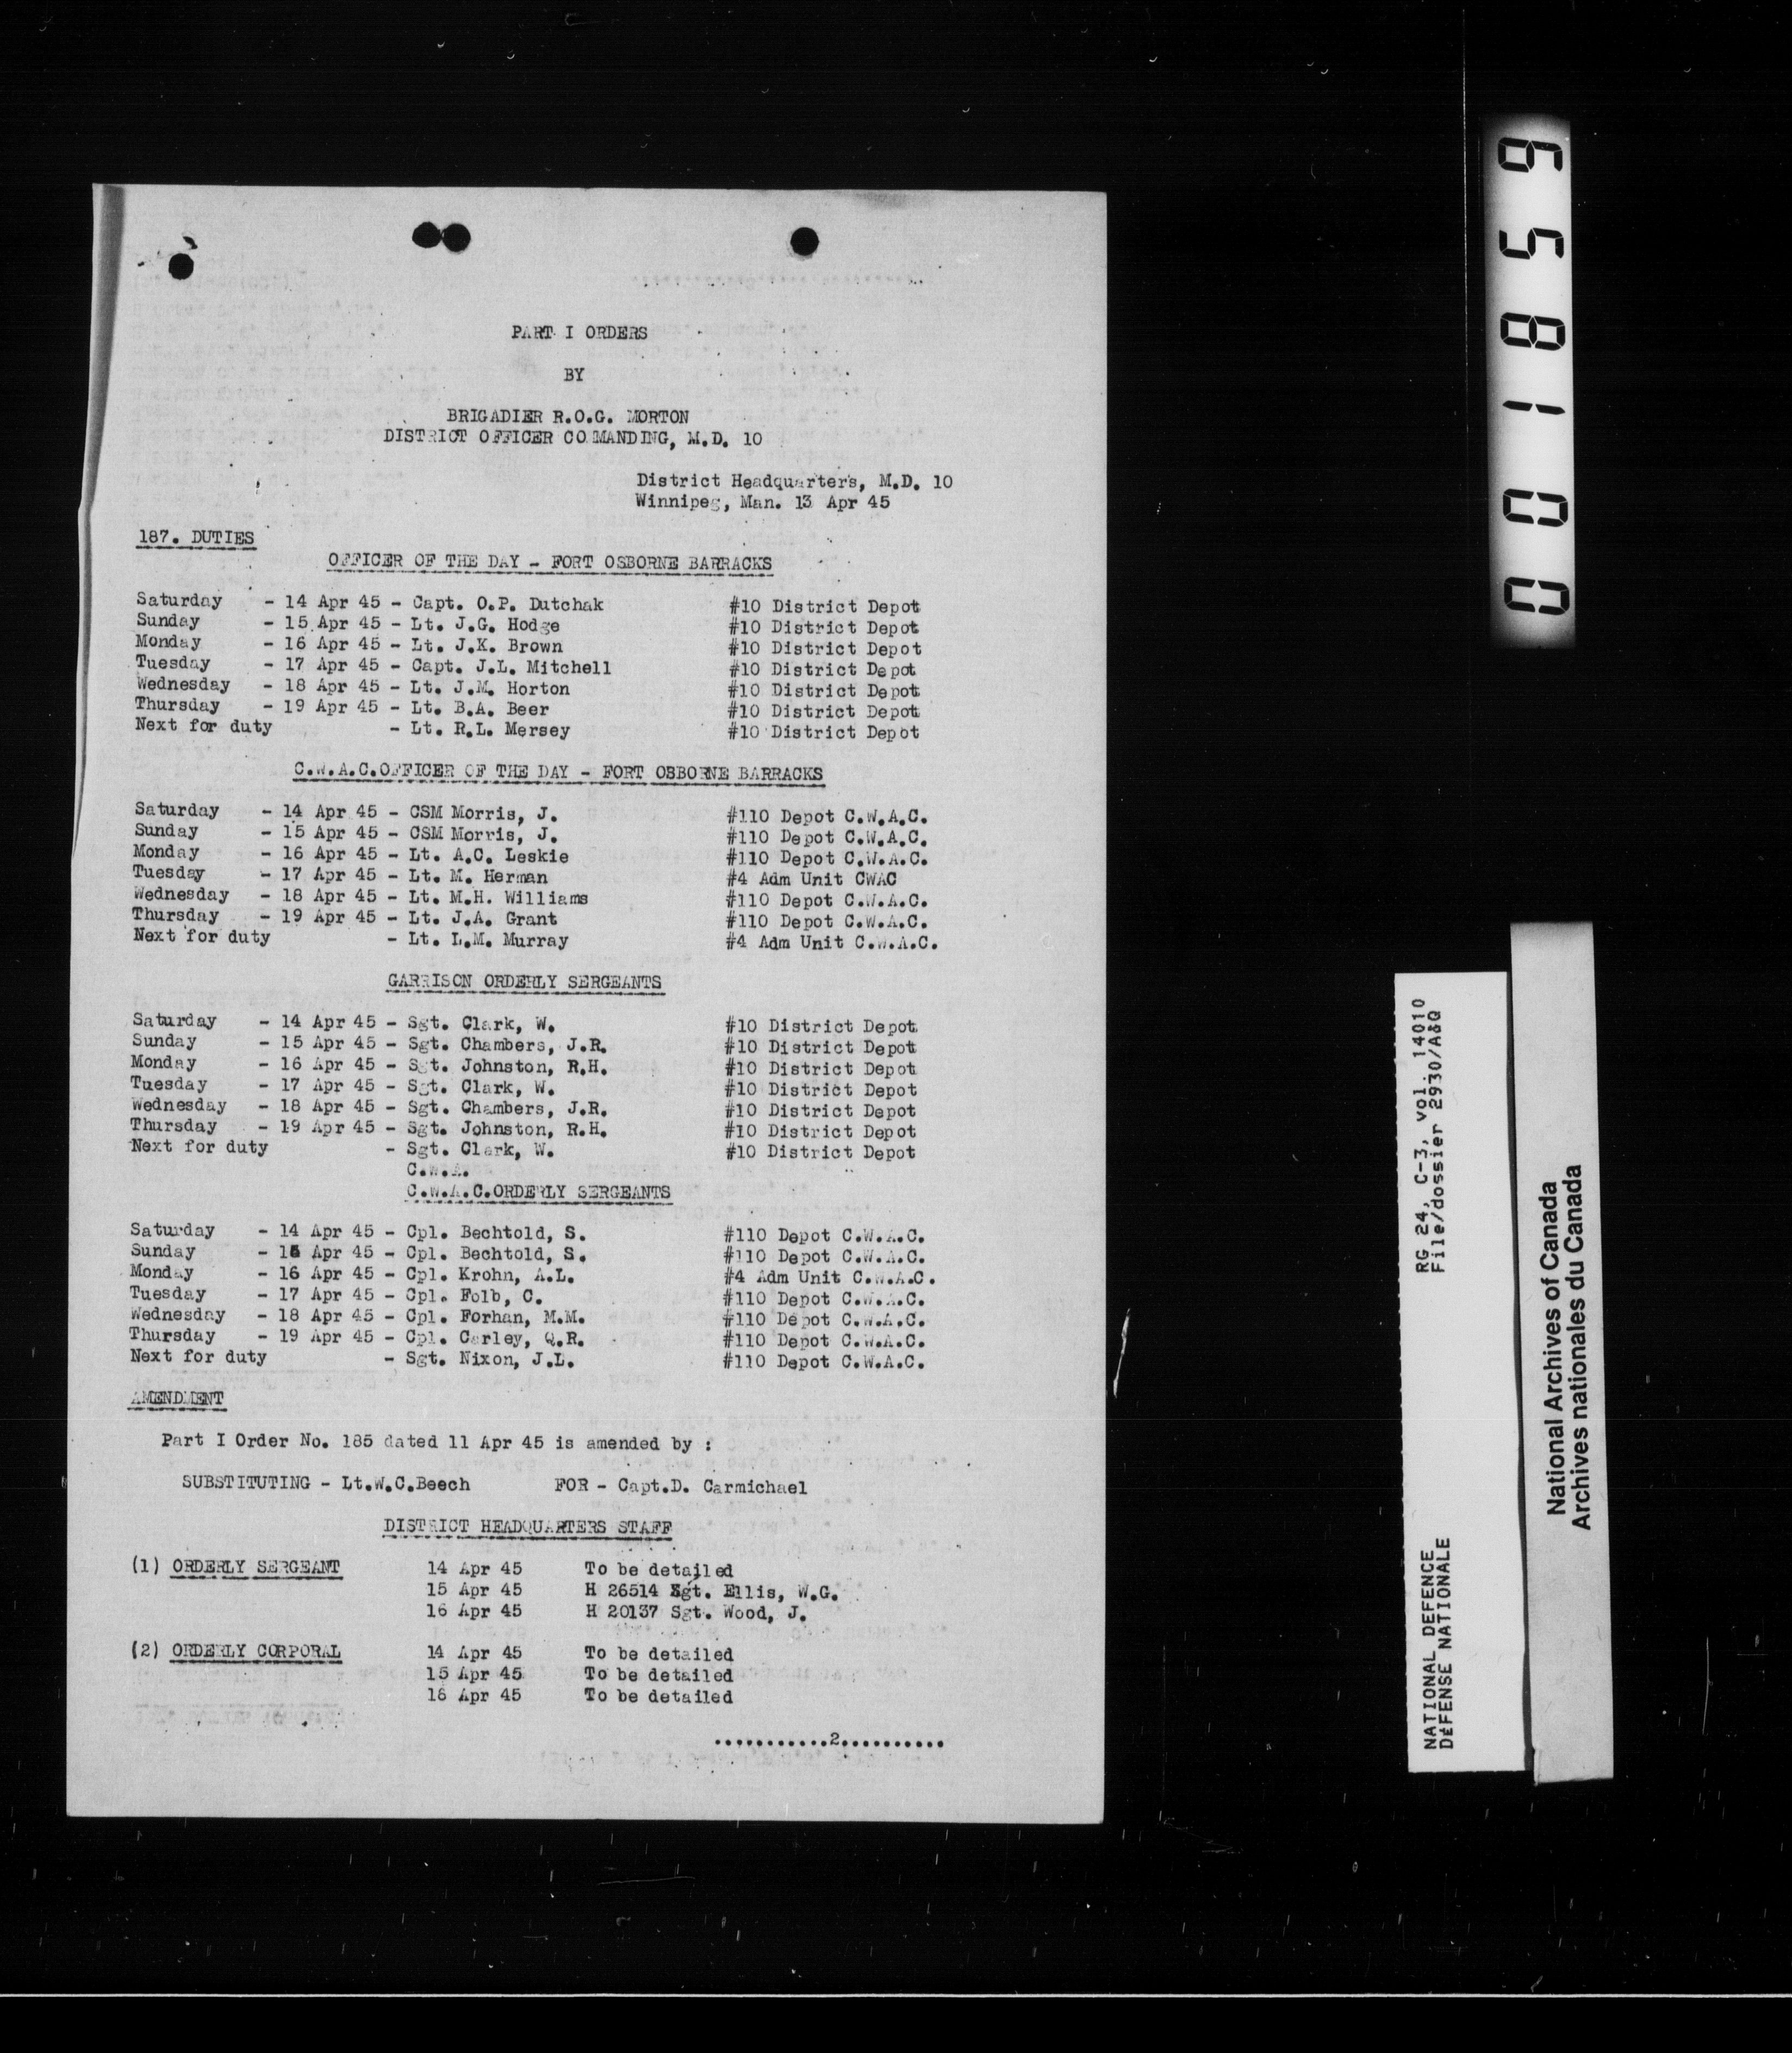 PART I ORDERS
BY
BRIGADIER R.O.G. MORTON
DISTRICT OFFICER COMMANDING, M.D. 10
District Headquarters, M.D. 10
Winnipeg, Man. 13 Apr 45
187. DUTIES
OFFICER OF THE DAY - FORT OSBORNE BARRACKS
Saturday - 14 Apr 45 - Capt. O.P. Dutchak #10 District Depot
Sunday - 15 Apr 45 - Lt. J.G. Hodge #10 District Depot
Monday - 16 Apr 45 - Lt. J.K. Brown #10 District Depot
Tuesday - 17 Apr 45 - Capt. J.L. Mitchell #10 District Depot
Wednesday - 18 Apr 45 - Lt. J.M. Horton #10 District Depot
Thursday - 19 Apr 45 - Lt. B.A. Beer #10 District Depot
Next for duty - Lt. R.L. Mersey #10 District Depot
C.W.A.C.OFFICER OF THE DAY - FORT OSBORNE BARRACKS
Saturday - 14 Apr 45 - CSM Morris, J. #110 Depot C.W.A.C.
Sunday - 15 Apr 45 - CSM Morris, J. #110 Depot C.W.A.C.
Monday - 16 Apr 45 - Lt. A.C. Leskie #110 Depot C.W.A.C.
Tuesday - 17 Apr 45 - Lt. M. Herman #4 Adm Unit CWAC
Wednesday - 18 Apr 45 - Lt. M.H. Williams #110 Depot C.W.A.C.
Thursday - 19 Apr 45 - Lt. J.A. Grant #110 Depot C.W.A.C.
Next for duty - Lt. L.M. Murray #4 Adm Unit C.W.A.C.
GARRISON ORDERLY SERGEANTS
Saturday - 14 Apr 45 - Sgt. Clark, W. #10 District Depot
Sunday - 15 Apr 45 - Sgt. Chambers, J.R. #10 District Depot
Monday - 16 Apr 45 - Sgt. Johnston, R.H. #10 District Depot
Tuesday - 17 Apr 45 - Sgt. Clark, W. #10 District Depot
Wednesday - 18 Apr 45 - Sgt. Chambers, J.R. #10 District Depot
Thursday - 19 Apr 45 - Sgt. Johnston, R.H. #10 District Depot
Next for duty - Sgt. Clark, W. #10 District Depot
C.W.A.
C.W.A.C.ORDERLY SERGEANTS
Saturday - 14 Apr 45 - Cpl. Bechtold, S. #110 Depot C.W.A.C.
Sunday - 15 Apr 45 - Cpl. Bechtold, S. #110 Depot C.W.A.C.
Monday - 16 Apr 45 - Cpl. Krohn, A.L. #4 Adm Unit C.W.A.C.
Tuesday - 17 Apr 45 - Cpl. Folb, C. #110 Depot C.W.A.C.
Wednesday - 18 Apr 45 - Cpl. Forhan, M.M. #110 Depot C.W.A.C.
Thursday - 19 Apr 45 - Cpl. Carley, Q.R. #110 Depot C.W.A.C.
Next for duty - Sgt. Nixon, J.L. #110 Depot C.W.A.C.
AMENDMENT
Part I Order No. 185 dated 11 Apr 45 is amended by :
SUBSTITUTING - Lt.W.C.Beech FOR - Capt.D. Carmichael
DISTRICT HEADQUARTERS STAFF
(1) ORDERLY SERGEANT 14 Apr 45 To be detailed
15 Apr 45 H 26514 Sgt. Ellis, W.G.
16 Apr 45 H 20137 Sgt. Wood, J.
(2) ORDERLY CORPORAL 14 Apr 45 To be detailed
15 Apr 45 To be detailed
16 Apr 45 To be detailed
...........2..........
001859
RG 24, C-3, vol. 14010
File/dossier 2930/A&Q
NATIONAL DEFENCE
DÉFENSE NATIONALE
National Archives of Canada
Archives nationales du Canada